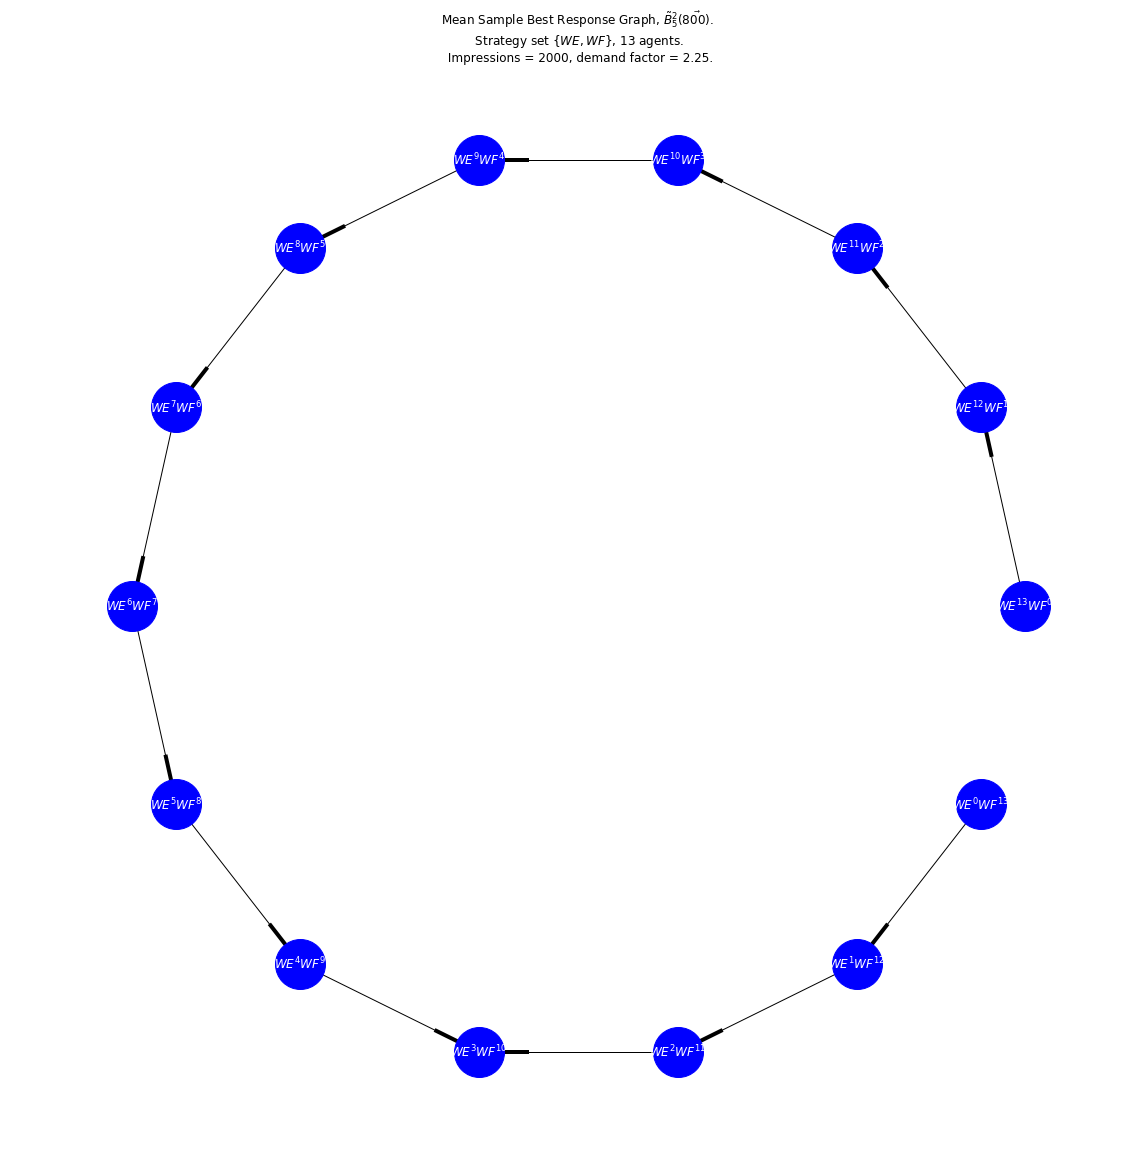 Mean Sample Best Response Graph, $\tilde{B}_5^2(\vec{800})$.
Strategy set $\{WE, WF\}$, 13 agents.
Impressions = 2000, demand factor = 2.25.
$WE^9WF^4$
$WE^{10}WF^3$
$WE^8WF^5$
$WE^{11}WF^2$
$WE^7WF^6$
$WE^{12}WF^1$
$WE^6WF^7$
$WE^{13}WF^0$
$WE^5WF^8$
$WE^0WF^{13}$
$WE^4WF^9$
$WE^1WF^{12}$
$WE^3WF^{10}$
$WE^2WF^{11}$